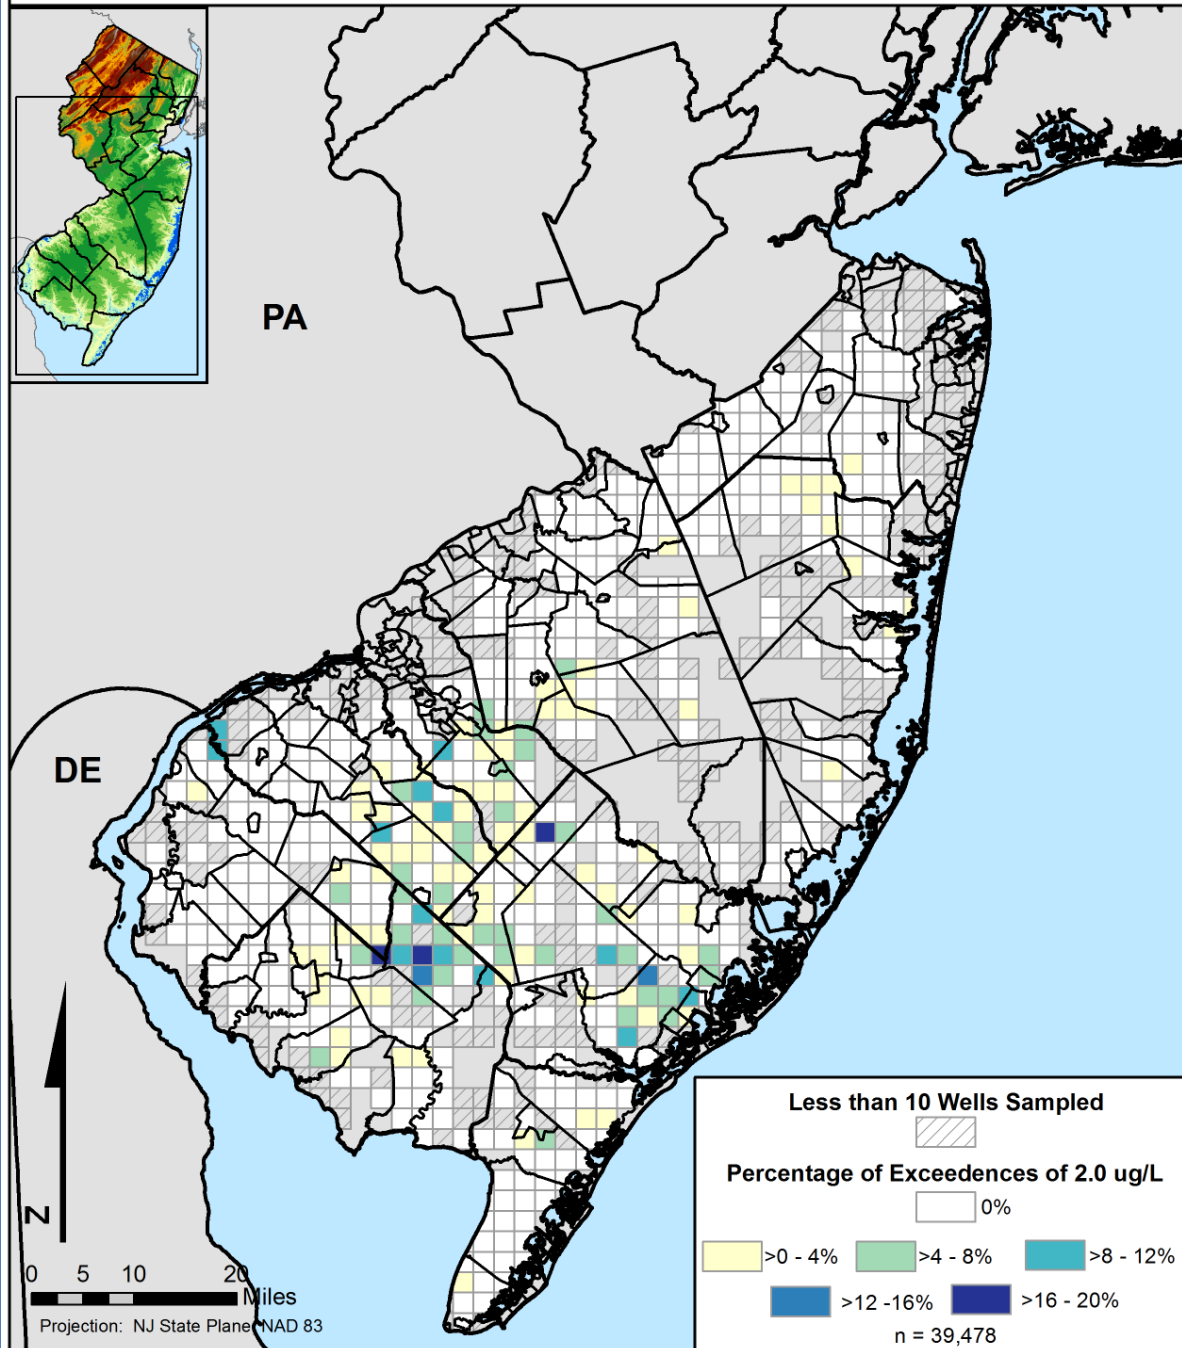 PA
DE
N
0 5 10 20
Miles
Projection: NJ State Plane NAD 83
Less than 10 Wells Sampled
Percentage of Exceedences of 2.0 ug/L
0%
>0 - 4% >4 - 8% >8 - 12%
>12 -16% >16 - 20%
n = 39,478